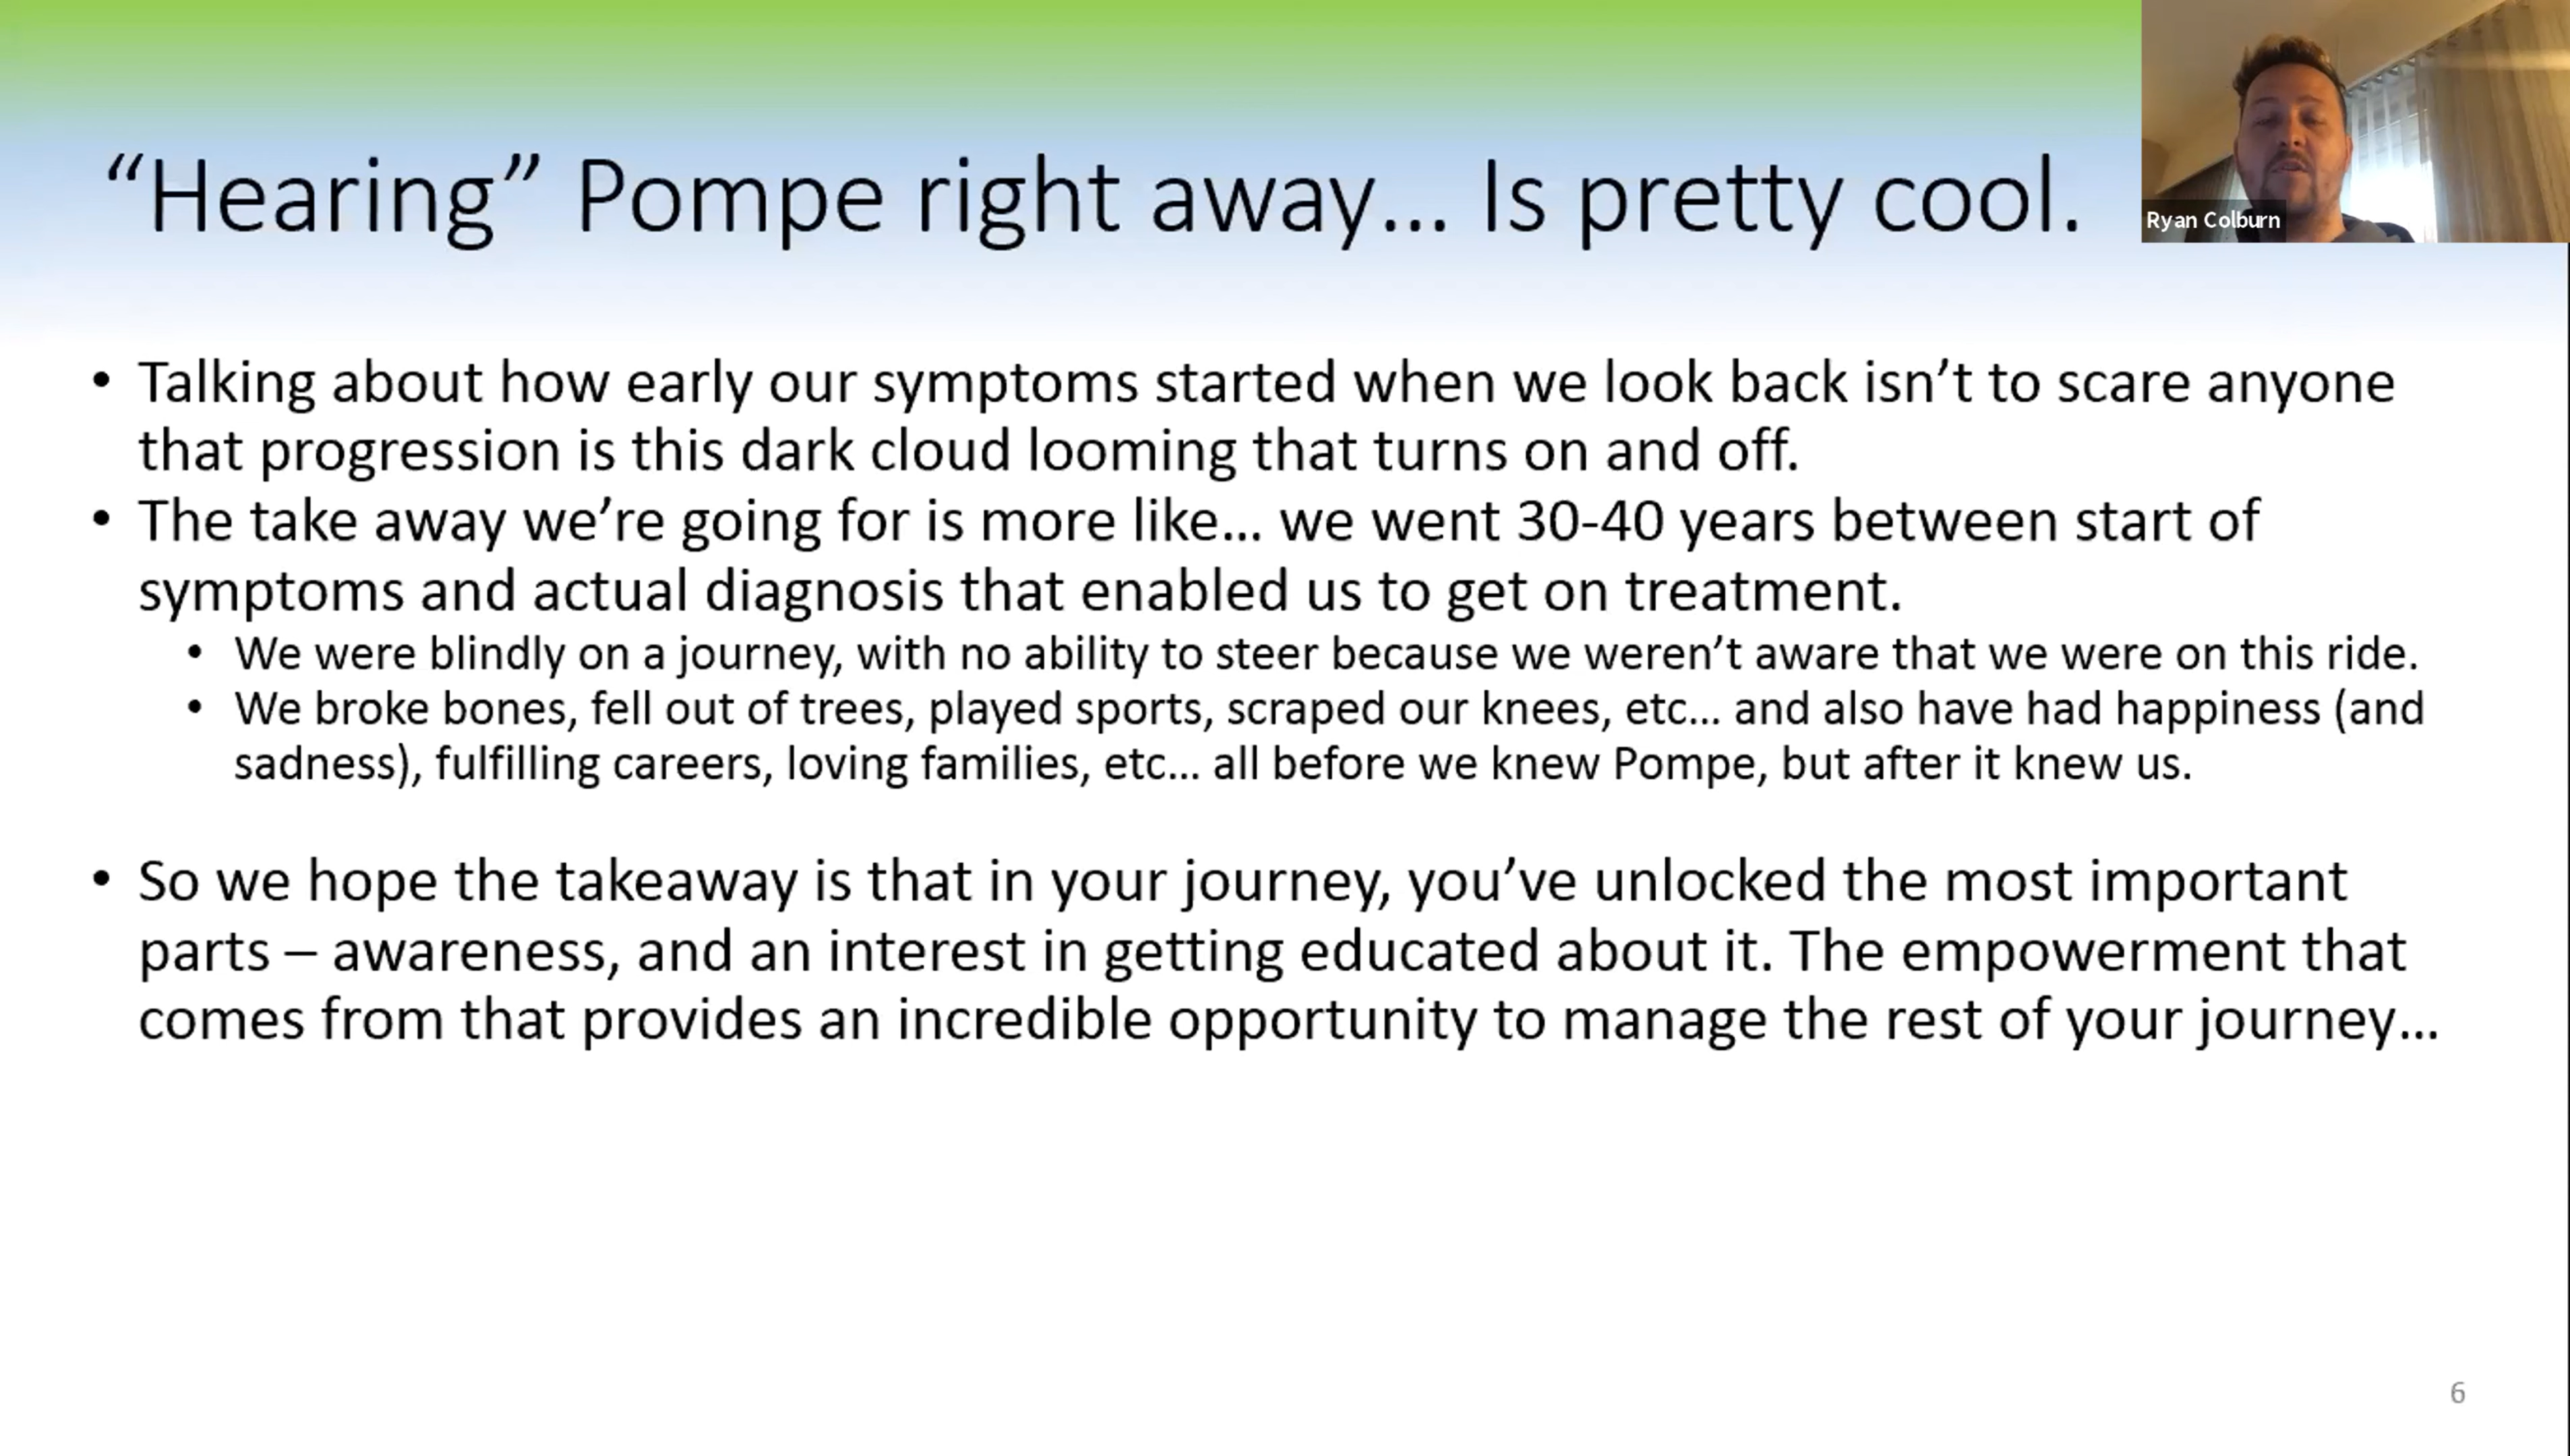 “Hearing” Pompe right away... Is pretty cool.
Ryan Colburn
• Talking about how early our symptoms started when we look back isn’t to scare anyone
that progression is this dark cloud looming that turns on and off.
• The take away we’re going for is more like... we went 30-40 years between start of
symptoms and actual diagnosis that enabled us to get on treatment.
• We were blindly on a journey, with no ability to steer because we weren’t aware that we were on this ride.
• We broke bones, fell out of trees, played sports, scraped our knees, etc... and also have had happiness (and
sadness), fulfilling careers, loving families, etc... all before we knew Pompe, but after it knew us.
• So we hope the takeaway is that in your journey, you’ve unlocked the most important
parts – awareness, and an interest in getting educated about it. The empowerment that
comes from that provides an incredible opportunity to manage the rest of your journey...
6